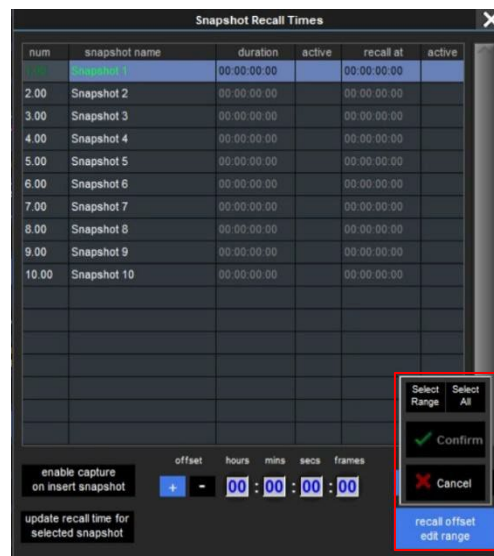 Snapshot Recall Times
num snapshot name duration active recall at active
1.00 Snapshot 1 00:00:00:00 00:00:00:00
2.00 Snapshot 2 00:00:00:00 00:00:00:00
3.00 Snapshot 3 00:00:00:00 00:00:00:00
4.00 Snapshot 4 00:00:00:00 00:00:00:00
5.00 Snapshot 5 00:00:00:00 00:00:00:00
6.00 Snapshot 6 00:00:00:00 00:00:00:00
7.00 Snapshot 7 00:00:00:00 00:00:00:00
8.00 Snapshot 8 00:00:00:00 00:00:00:00
9.00 Snapshot 9 00:00:00:00 00:00:00:00
10.00 Snapshot 10 00:00:00:00 00:00:00:00
Select Range
Select All
Confirm
Cancel
offset hours mins secs frames
enable capture
on insert snapshot
+ - 00 : 00 : 00 : 00
update recall time for
selected snapshot
recall offset
edit range